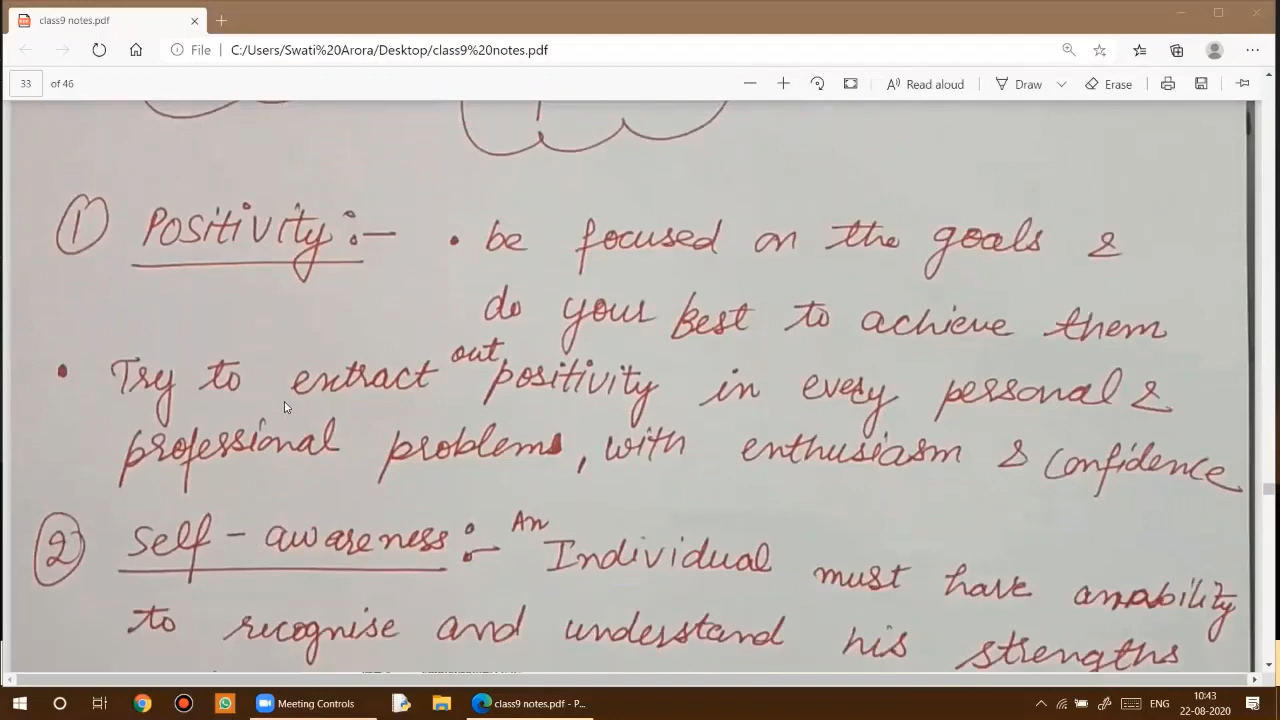 class9 notes.pdf
File C:/Users/Swati%20Arora/Desktop/class9%20notes.pdf
33 of 46 Read aloud Draw Erase
① Positivity:— • be focused on the goals &
do your best to achieve them
• Try to extract out positivity in every personal &
professional problems, with enthusiasm & confidence
② Self-awareness:— An Individual must have an ability
to recognise and understand his strengths
Meeting Controls class9 notes.pdf - P... ENG 10:43
22-08-2020